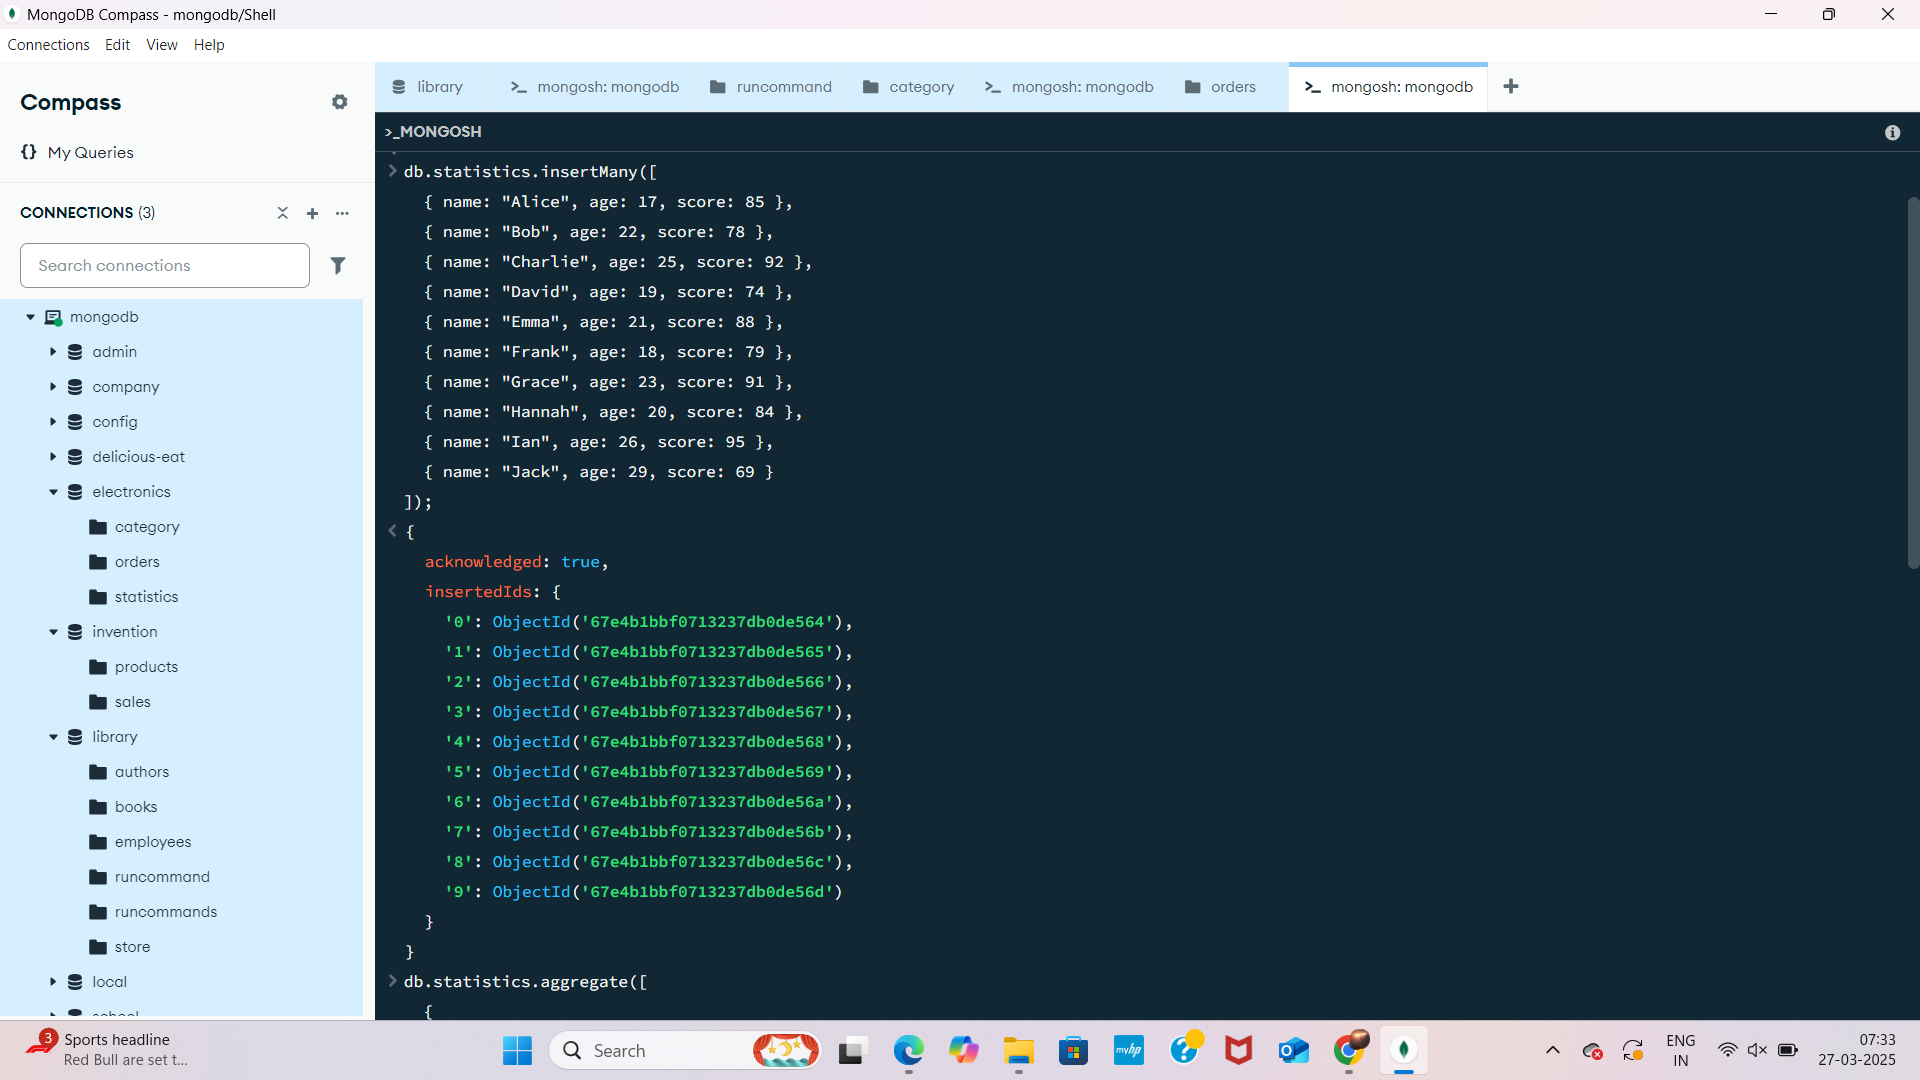 MongoDB Compass - mongodb/Shell
Connections Edit View Help
Compass
My Queries
CONNECTIONS (3)
Search connections
mongodb
admin
company
config
delicious-eat
electronics
category
orders
statistics
invention
products
sales
library
authors
books
employees
runcommand
runcommands
store
local
school
library >_ mongosh: mongodb runcommand category >_ mongosh: mongodb orders >_ mongosh: mongodb +
>_MONGOSH
> db.statistics.insertMany([
{ name: "Alice", age: 17, score: 85 },
{ name: "Bob", age: 22, score: 78 },
{ name: "Charlie", age: 25, score: 92 },
{ name: "David", age: 19, score: 74 },
{ name: "Emma", age: 21, score: 88 },
{ name: "Frank", age: 18, score: 79 },
{ name: "Grace", age: 23, score: 91 },
{ name: "Hannah", age: 20, score: 84 },
{ name: "Ian", age: 26, score: 95 },
{ name: "Jack", age: 29, score: 69 }
]);
< {
acknowledged: true,
insertedIds: {
'0': ObjectId('67e4b1bbf0713237db0de564'),
'1': ObjectId('67e4b1bbf0713237db0de565'),
'2': ObjectId('67e4b1bbf0713237db0de566'),
'3': ObjectId('67e4b1bbf0713237db0de567'),
'4': ObjectId('67e4b1bbf0713237db0de568'),
'5': ObjectId('67e4b1bbf0713237db0de569'),
'6': ObjectId('67e4b1bbf0713237db0de56a'),
'7': ObjectId('67e4b1bbf0713237db0de56b'),
'8': ObjectId('67e4b1bbf0713237db0de56c'),
'9': ObjectId('67e4b1bbf0713237db0de56d')
}
}
> db.statistics.aggregate([
{
3
Sports headline
Red Bull are set t...
Search
myhp
ENG
IN
07:33
27-03-2025